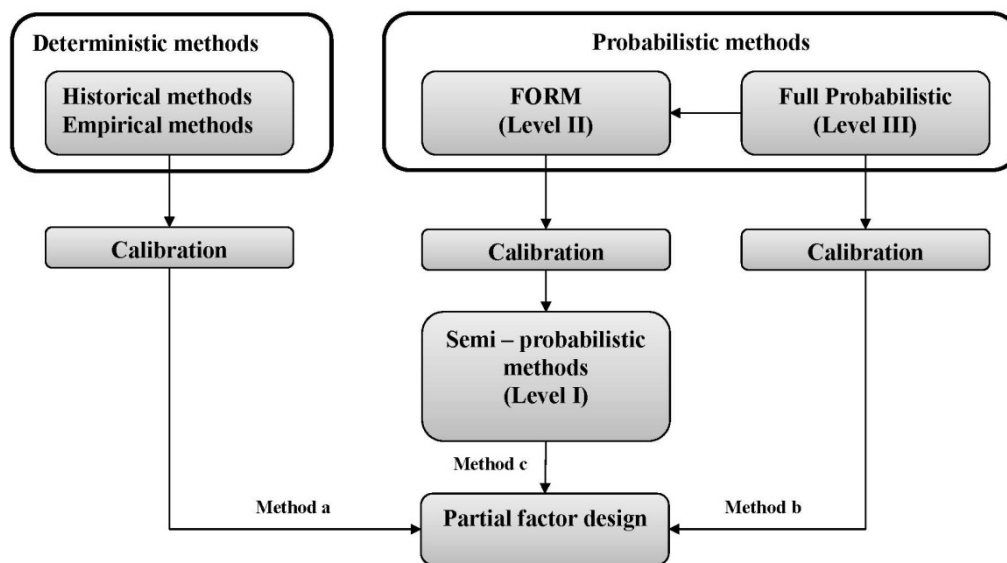 Deterministic methods
Historical methods
Empirical methods
Probabilistic methods
FORM
(Level II)
Full Probabilistic
(Level III)
Calibration
Calibration
Calibration
Semi – probabilistic
methods
(Level I)
Method c
Method a
Method b
Partial factor design